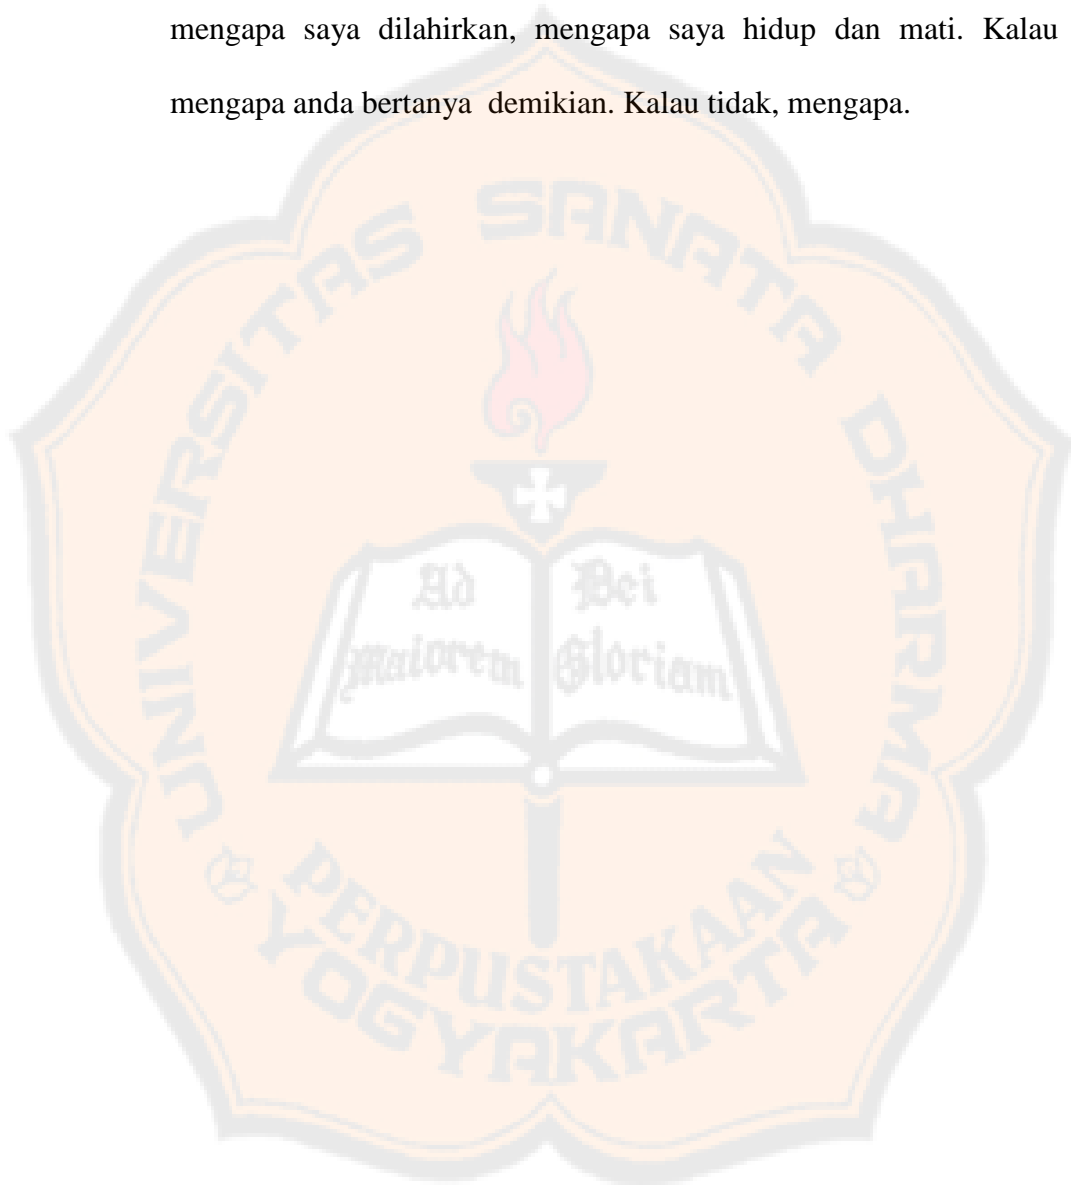 mengapa saya dilahirkan, mengapa saya hidup dan mati. Kalau
mengapa anda bertanya demikian. Kalau tidak, mengapa.
UNIVERSITAS SANATA DHARMA
Ad
Maiorem
Dei
Gloriam
PERPUSTAKAAN
YOGYAKARTA